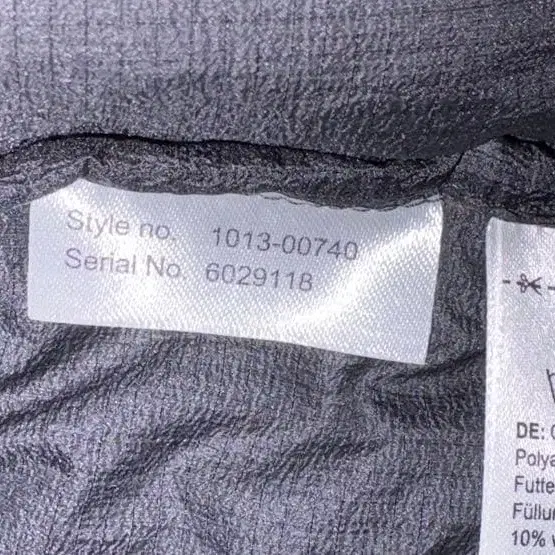 Style no. 1013-00740
Serial No. 6029118
DE:
Polya
Futte
Füllu
10%